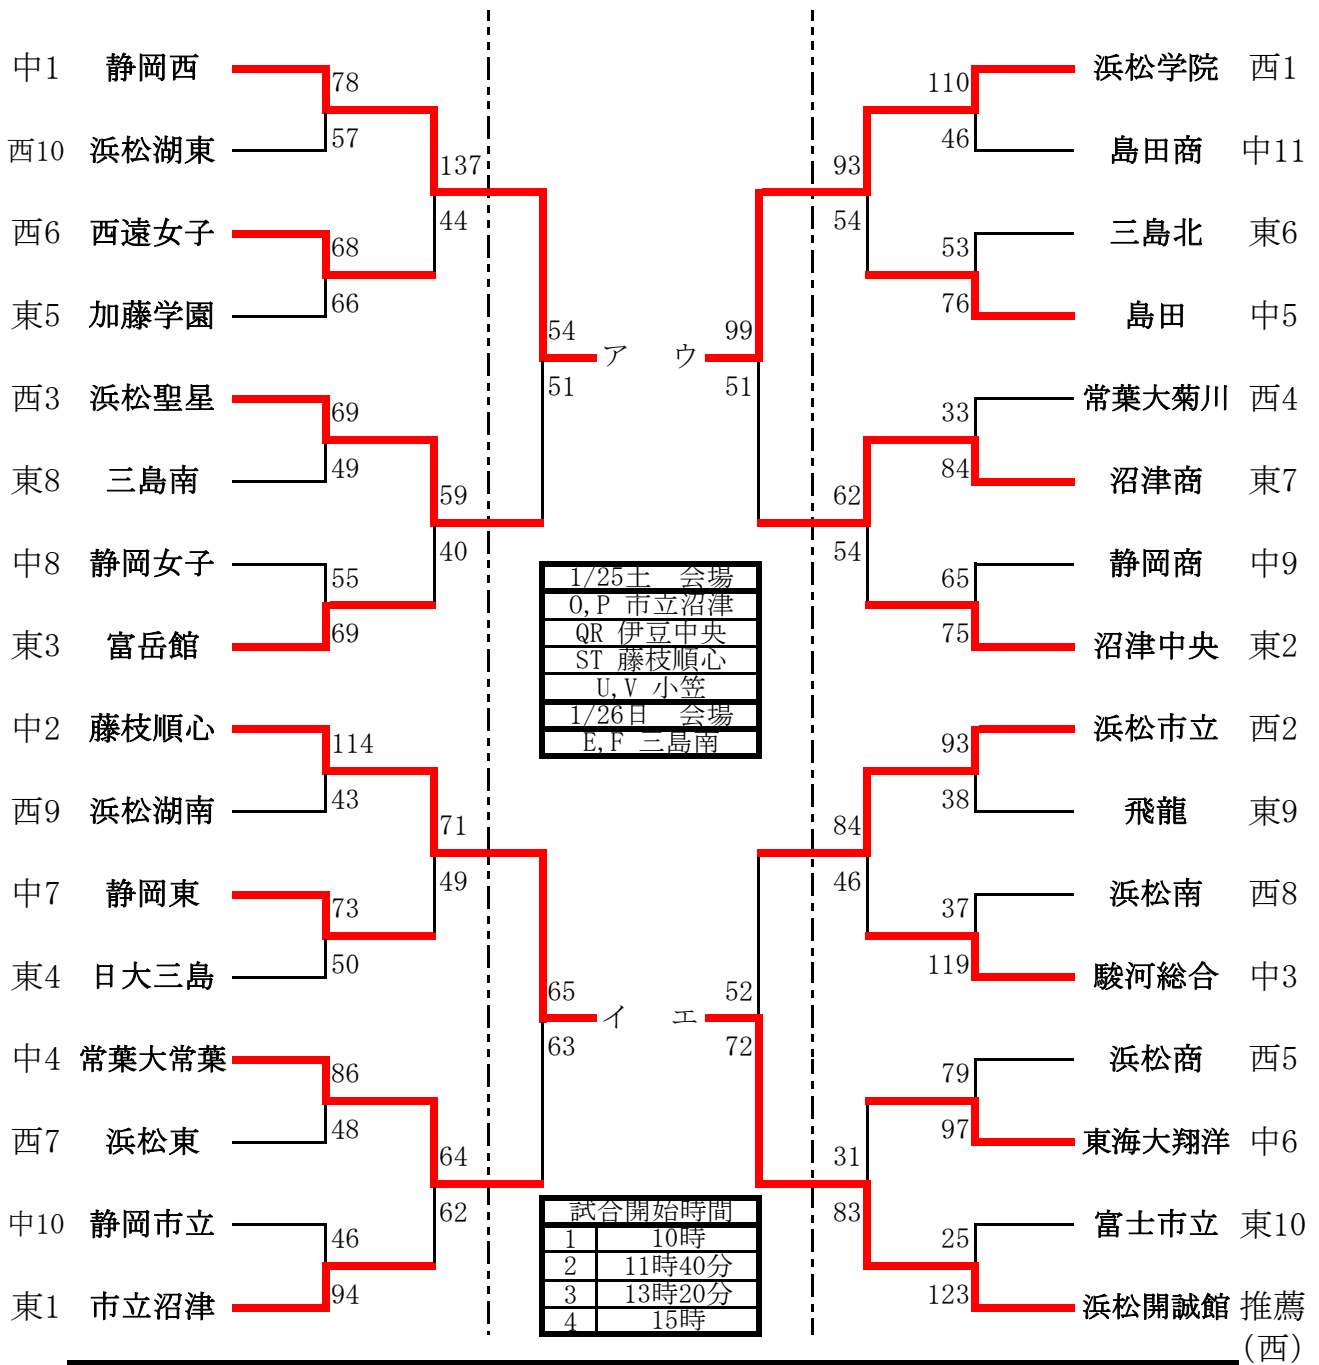 中1 静岡西 78 110 浜松学院 西1
西10 浜松湖東 57 46 島田商 中11
137 93
44 54
西6 西遠女子 68 53 三島北 東6
東5 加藤学園 66 76 島田 中5
54 ア ウ 99
51 51
西3 浜松聖星 69 33 常葉大菊川 西4
東8 三島南 49 84 沼津商 東7
59 62
40 54
中8 静岡女子 55 65 静岡商 中9
東3 富岳館 69 75 沼津中央 東2
1/25土 会場
O,P 市立沼津
QR 伊豆中央
ST 藤枝順心
U,V 小笠
1/26日 会場
E,F 三島南
中2 藤枝順心 114 93 浜松市立 西2
西9 浜松湖南 43 38 飛龍 東9
71 84
49 46
中7 静岡東 73 37 浜松南 西8
東4 日大三島 50 119 駿河総合 中3
65 イ エ 52
63 72
中4 常葉大常葉 86 79 浜松商 西5
西7 浜松東 48 97 東海大翔洋 中6
64 31
62 83
中10 静岡市立 46 25 富士市立 東10
東1 市立沼津 94 123 浜松開誠館 推薦
(西)
試合開始時間
1 10時
2 11時40分
3 13時20分
4 15時